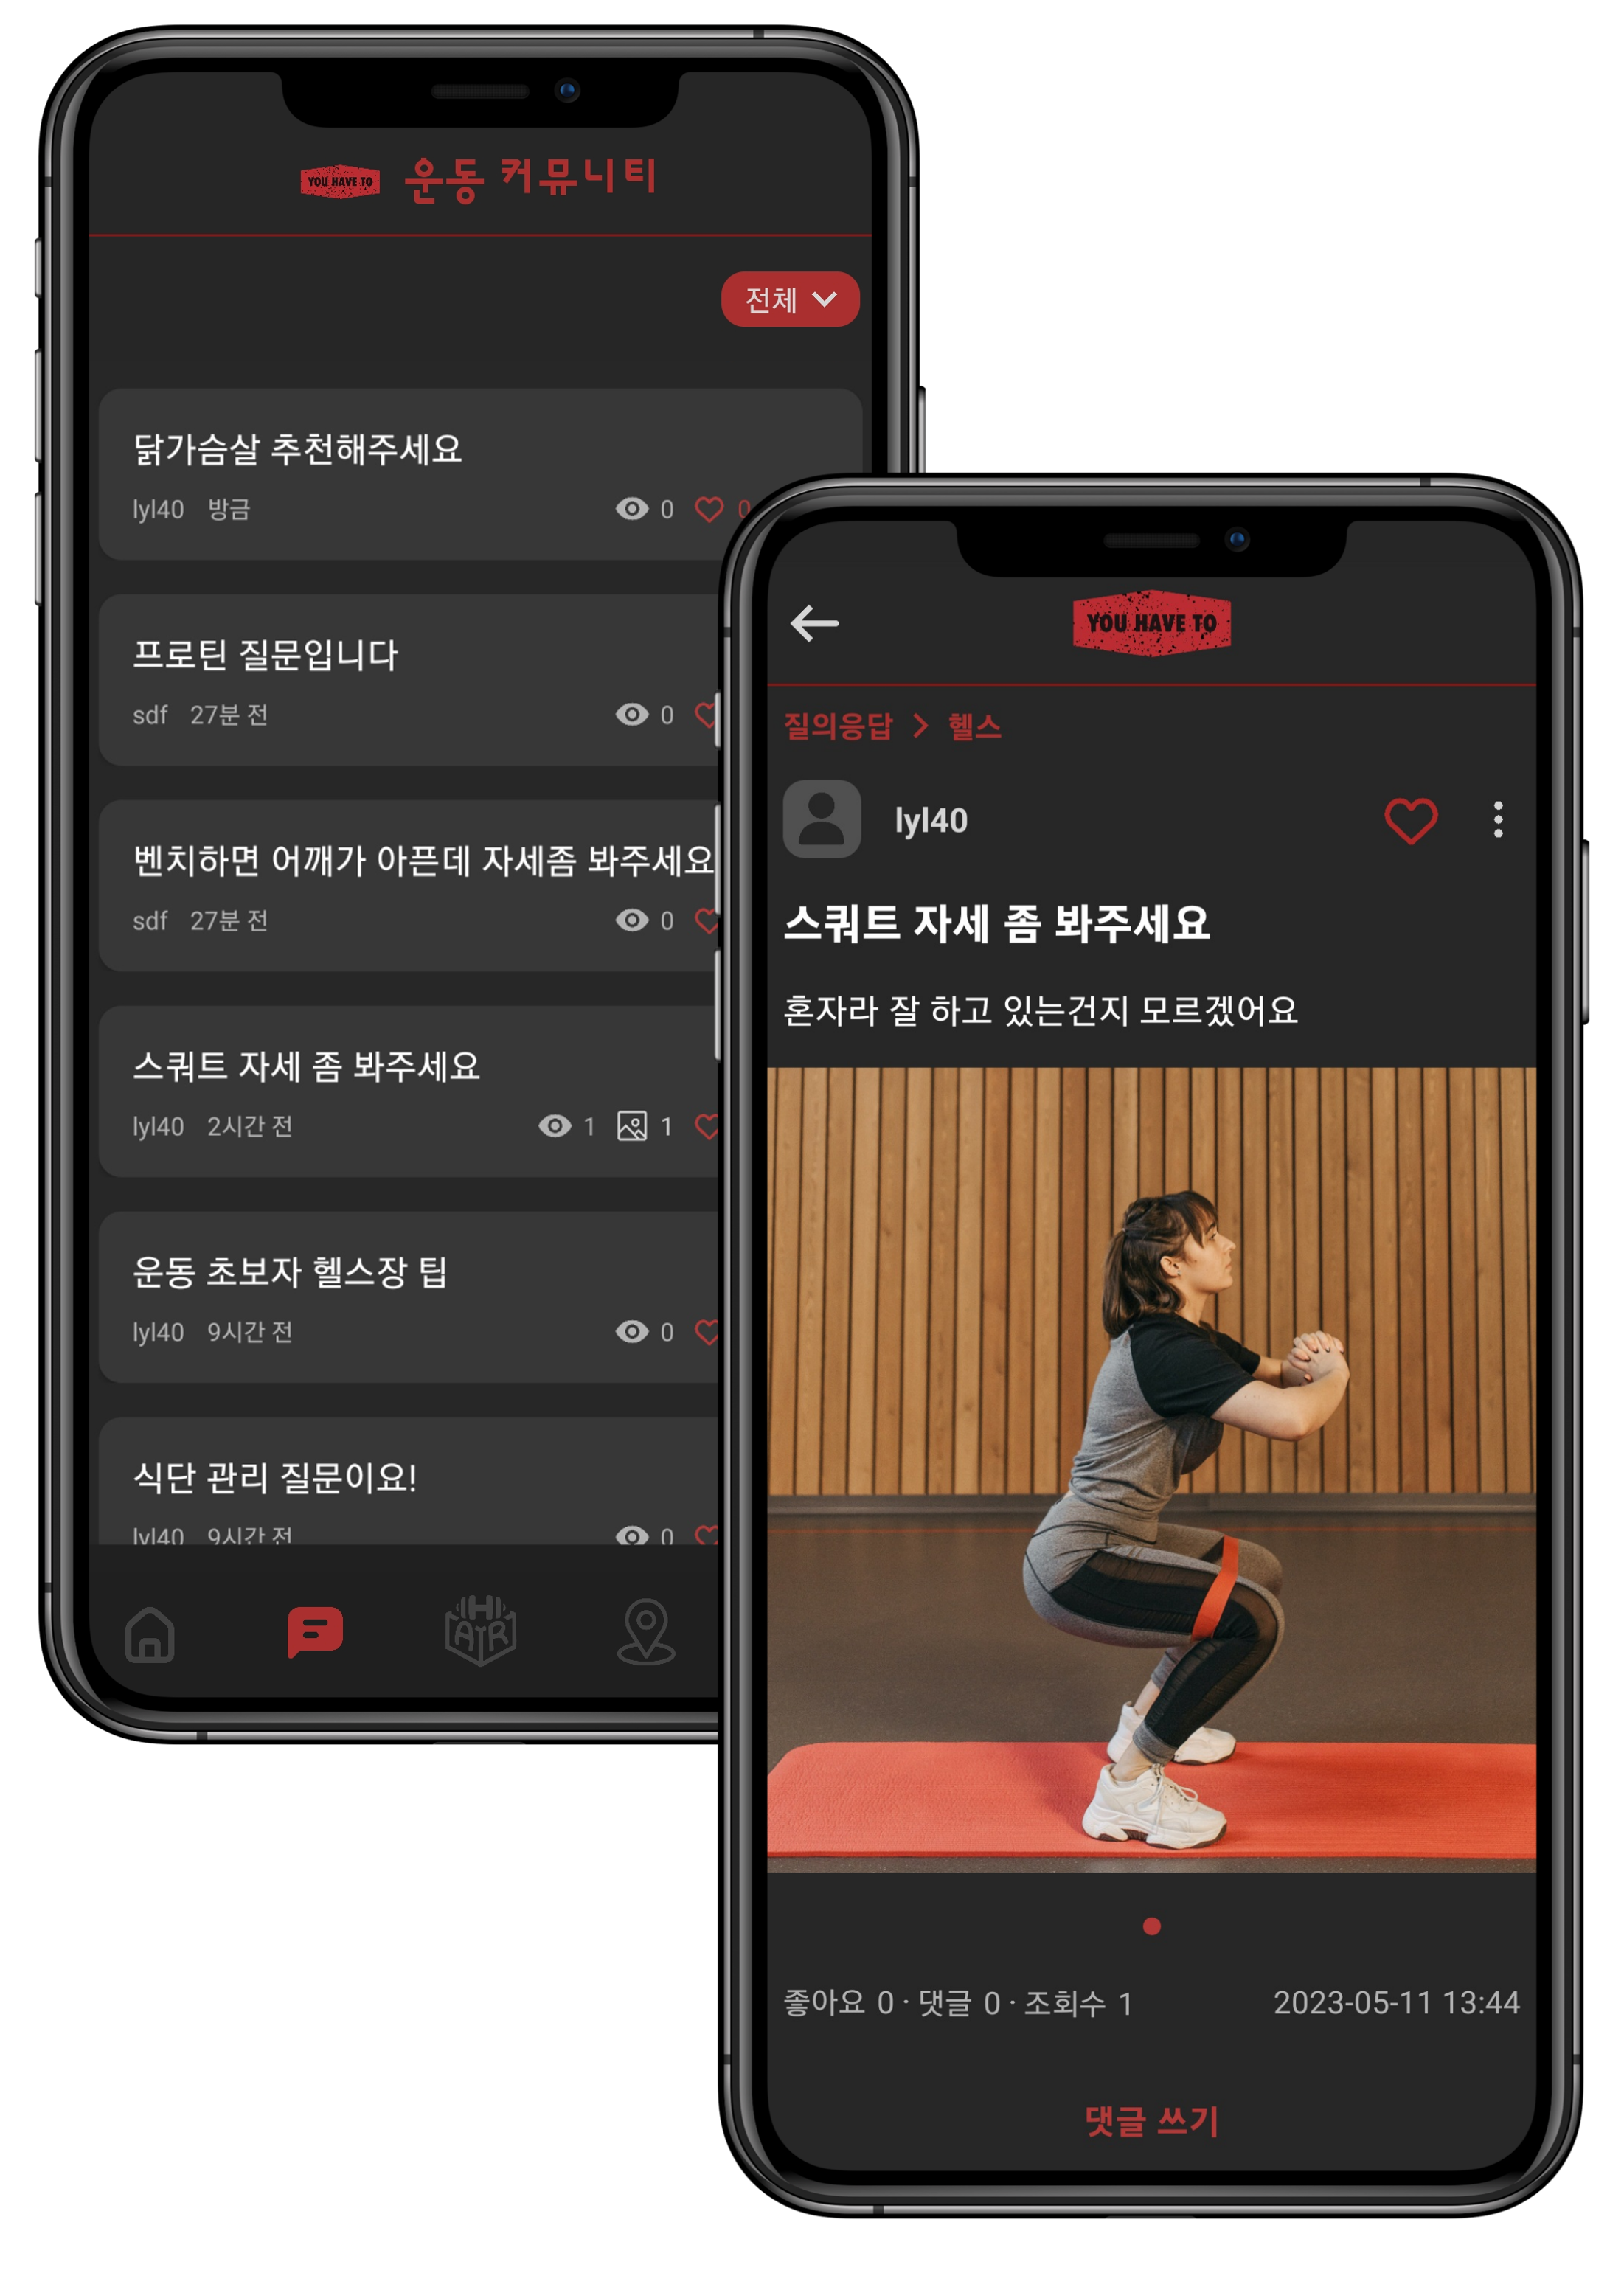 YOU HAVE TO 운동 커뮤니티
전체
닭가슴살 추천해주세요
lyl40 방금 0 0
프로틴 질문입니다
sdf 27분 전 0
벤치하면 어깨가 아픈데 자세좀 봐주세요
sdf 27분 전 0
스쿼트 자세 좀 봐주세요
lyl40 2시간 전 1 1
운동 초보자 헬스장 팁
lyl40 9시간 전 0
식단 관리 질문이요!
lyl40 9시간 전 0
AR
YOU HAVE TO
질의응답 > 헬스
lyl40
스쿼트 자세 좀 봐주세요
혼자라 잘 하고 있는건지 모르겠어요
좋아요 0 · 댓글 0 · 조회수 1 2023-05-11 13:44
댓글 쓰기